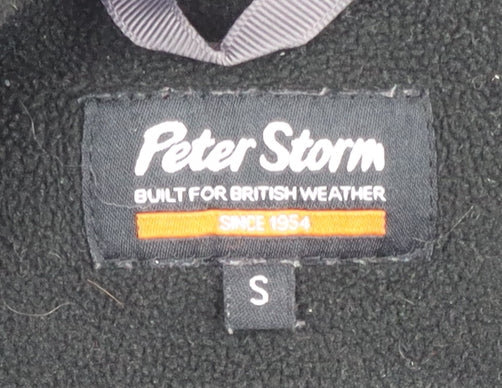 Peter Storm
BUILT FOR BRITISH WEATHER
SINCE 1954
S